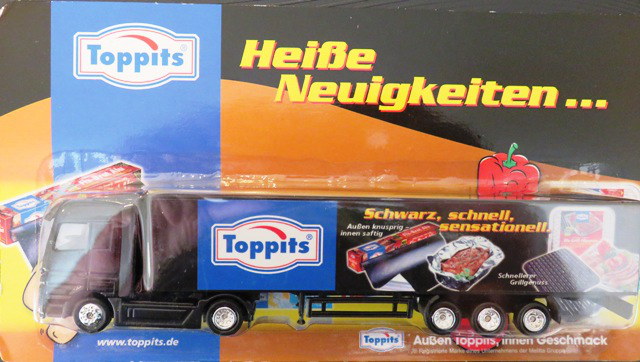 Toppits®
Heiße
Neuigkeiten...
Toppits®
Schwarz, schnell,
sensationell.
Außen knusprig
innen saftig
Schnellerer
Grillgenuss
www.toppits.de
Toppits
Außen Toppits, innen Geschmack